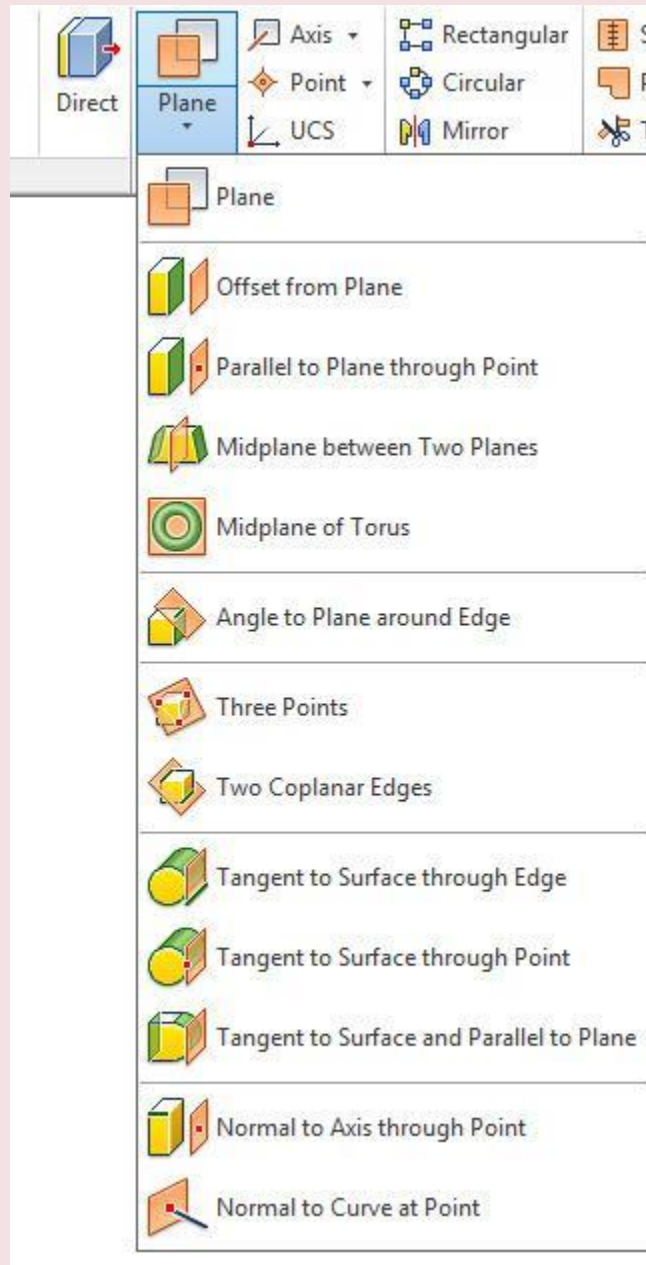 Direct
Plane
Axis
Point
UCS
Rectangular
Circular
Mirror
Plane
Offset from Plane
Parallel to Plane through Point
Midplane between Two Planes
Midplane of Torus
Angle to Plane around Edge
Three Points
Two Coplanar Edges
Tangent to Surface through Edge
Tangent to Surface through Point
Tangent to Surface and Parallel to Plane
Normal to Axis through Point
Normal to Curve at Point